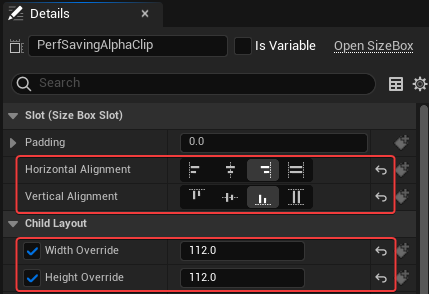 Details
PerfSavingAlphaClip
Is Variable
Open SizeBox
Search
Slot (Size Box Slot)
Padding
0.0
Horizontal Alignment
Vertical Alignment
Child Layout
Width Override
112.0
Height Override
112.0